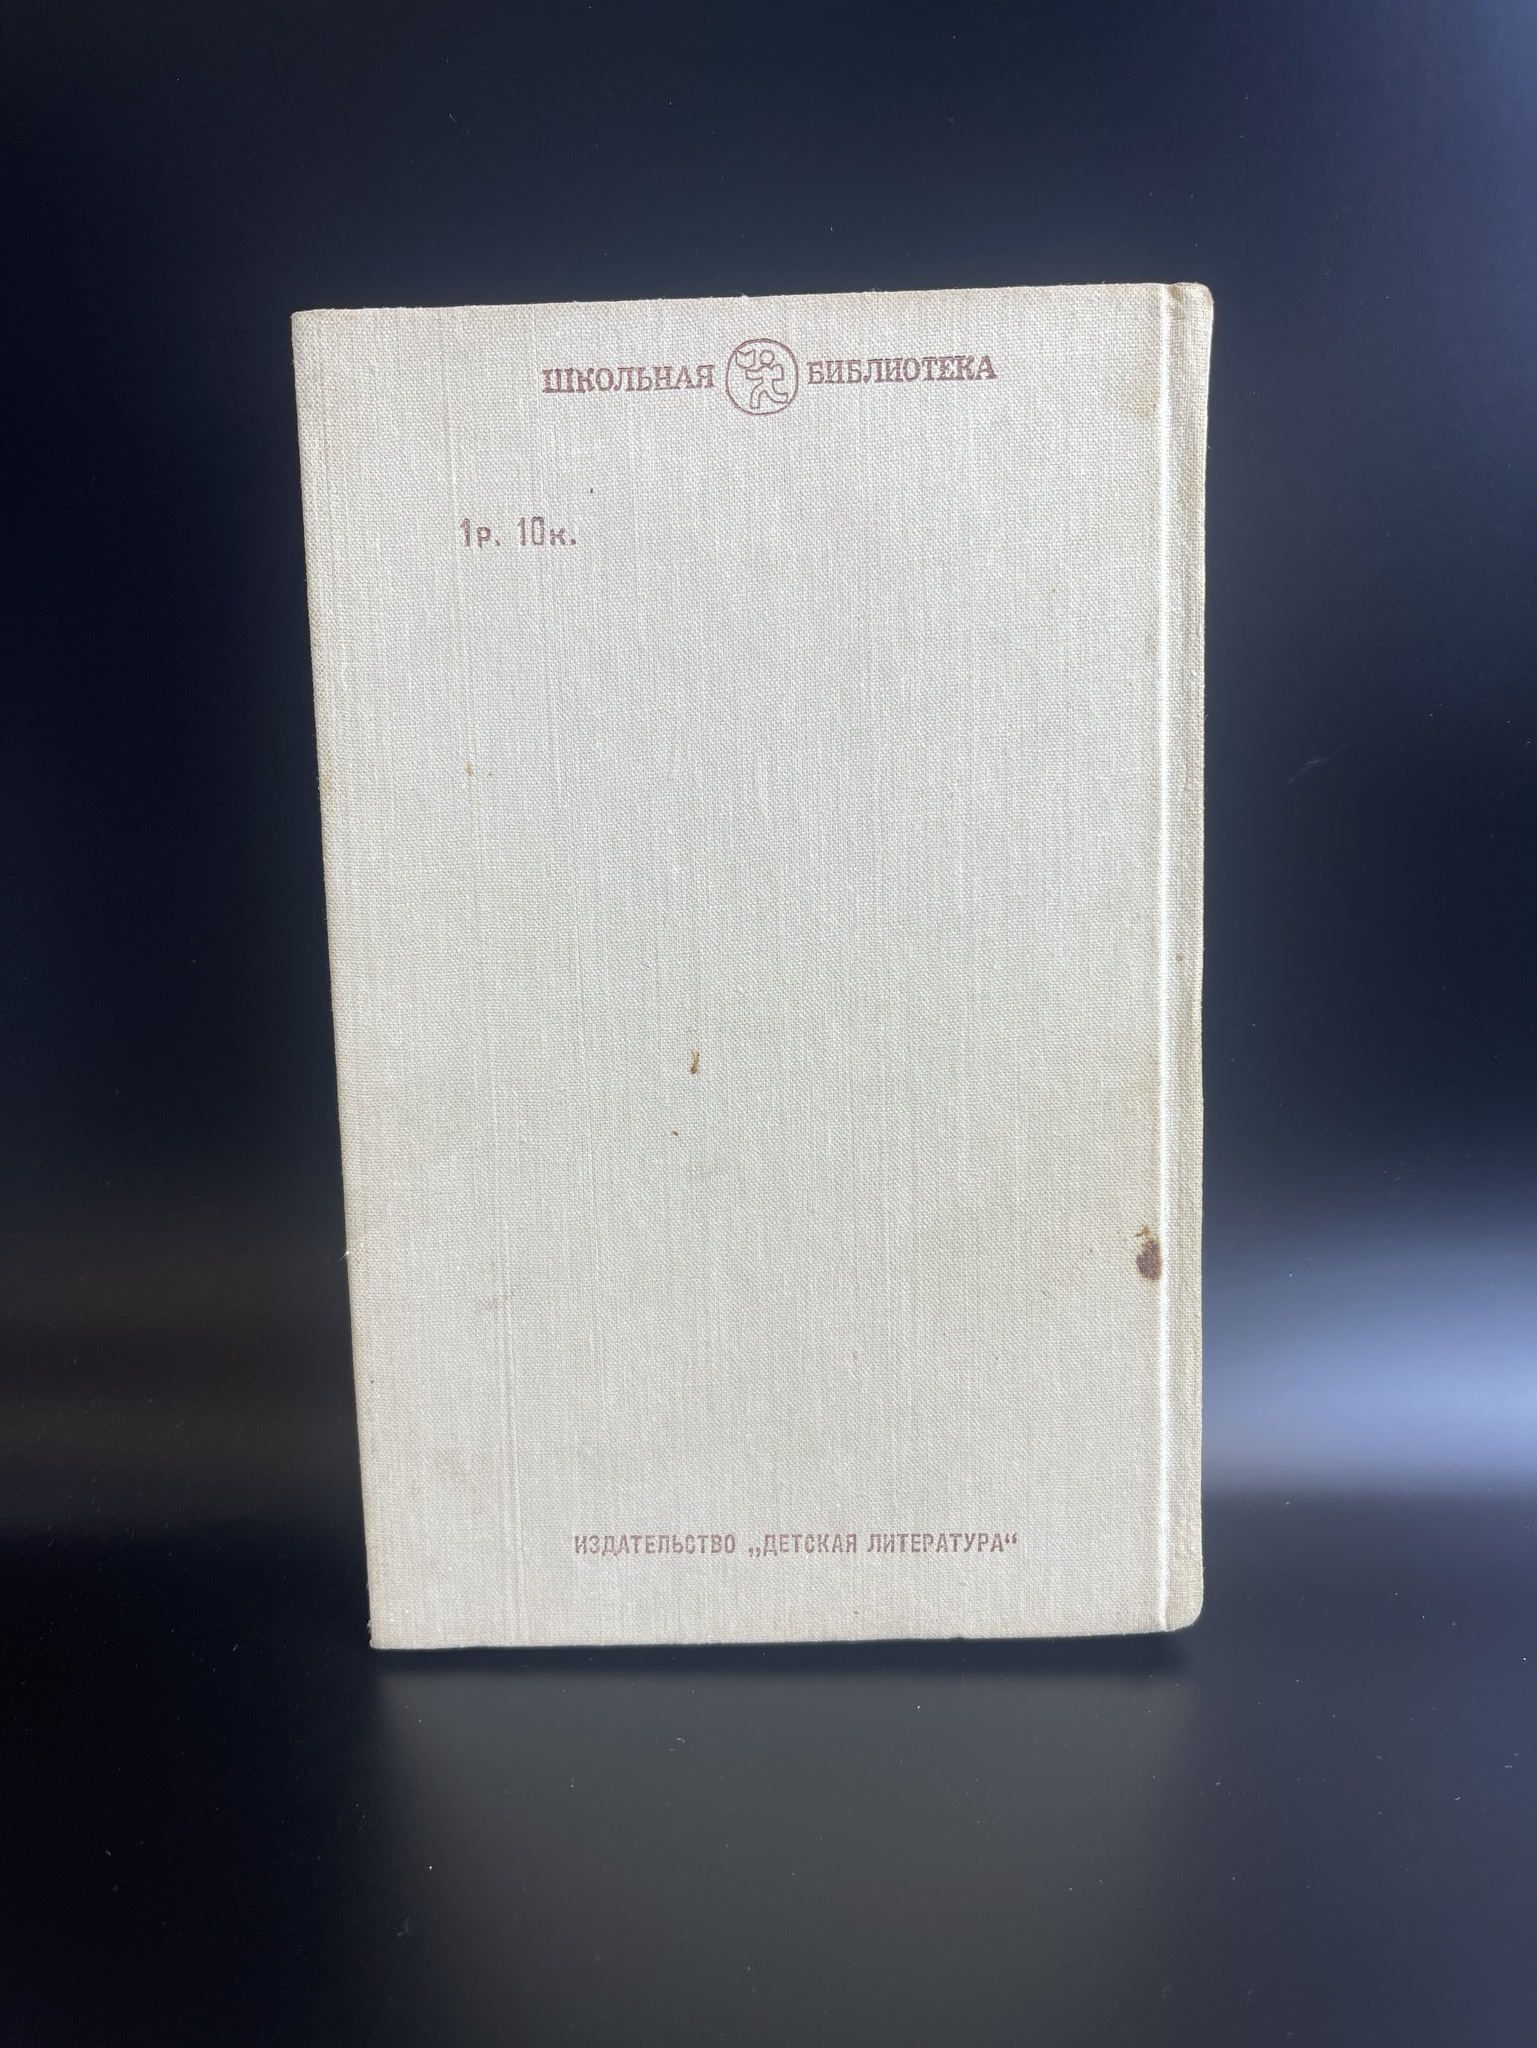 ШКОЛЬНАЯ БИБЛИОТЕКА
1р. 10к.
ИЗДАТЕЛЬСТВО „ДЕТСКАЯ ЛИТЕРАТУРА“